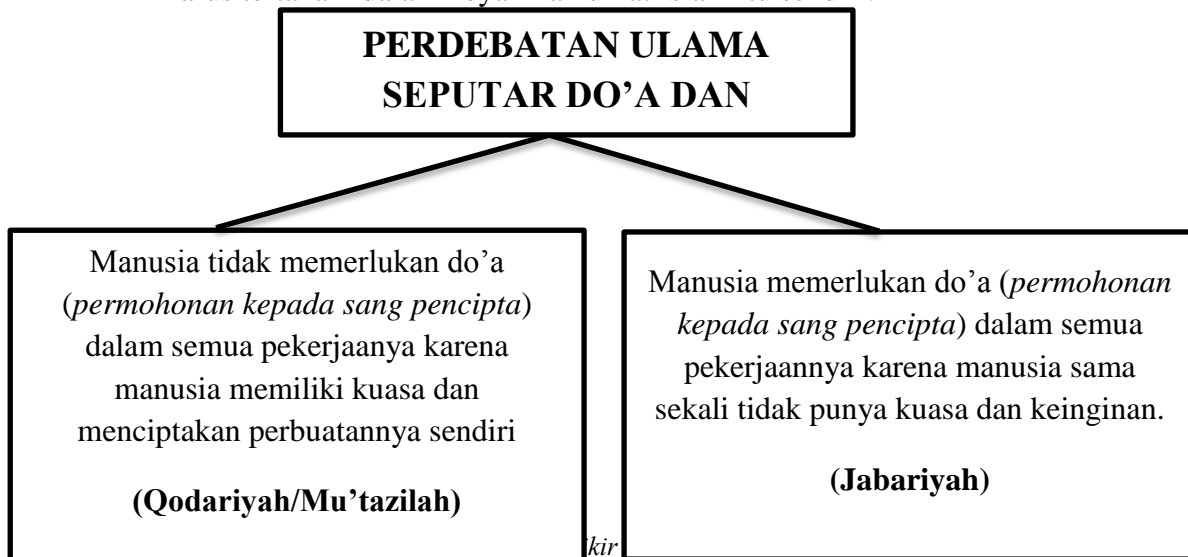 PERDEBATAN ULAMA
SEPUTAR DO’A DAN
Manusia tidak memerlukan do’a
(permohonan kepada sang pencipta)
dalam semua pekerjaanya karena
manusia memiliki kuasa dan
menciptakan perbuatannya sendiri
(Qodariyah/Mu’tazilah)
Manusia memerlukan do’a (permohonan
kepada sang pencipta) dalam semua
pekerjaannya karena manusia sama
sekali tidak punya kuasa dan keinginan.
(Jabariyah)